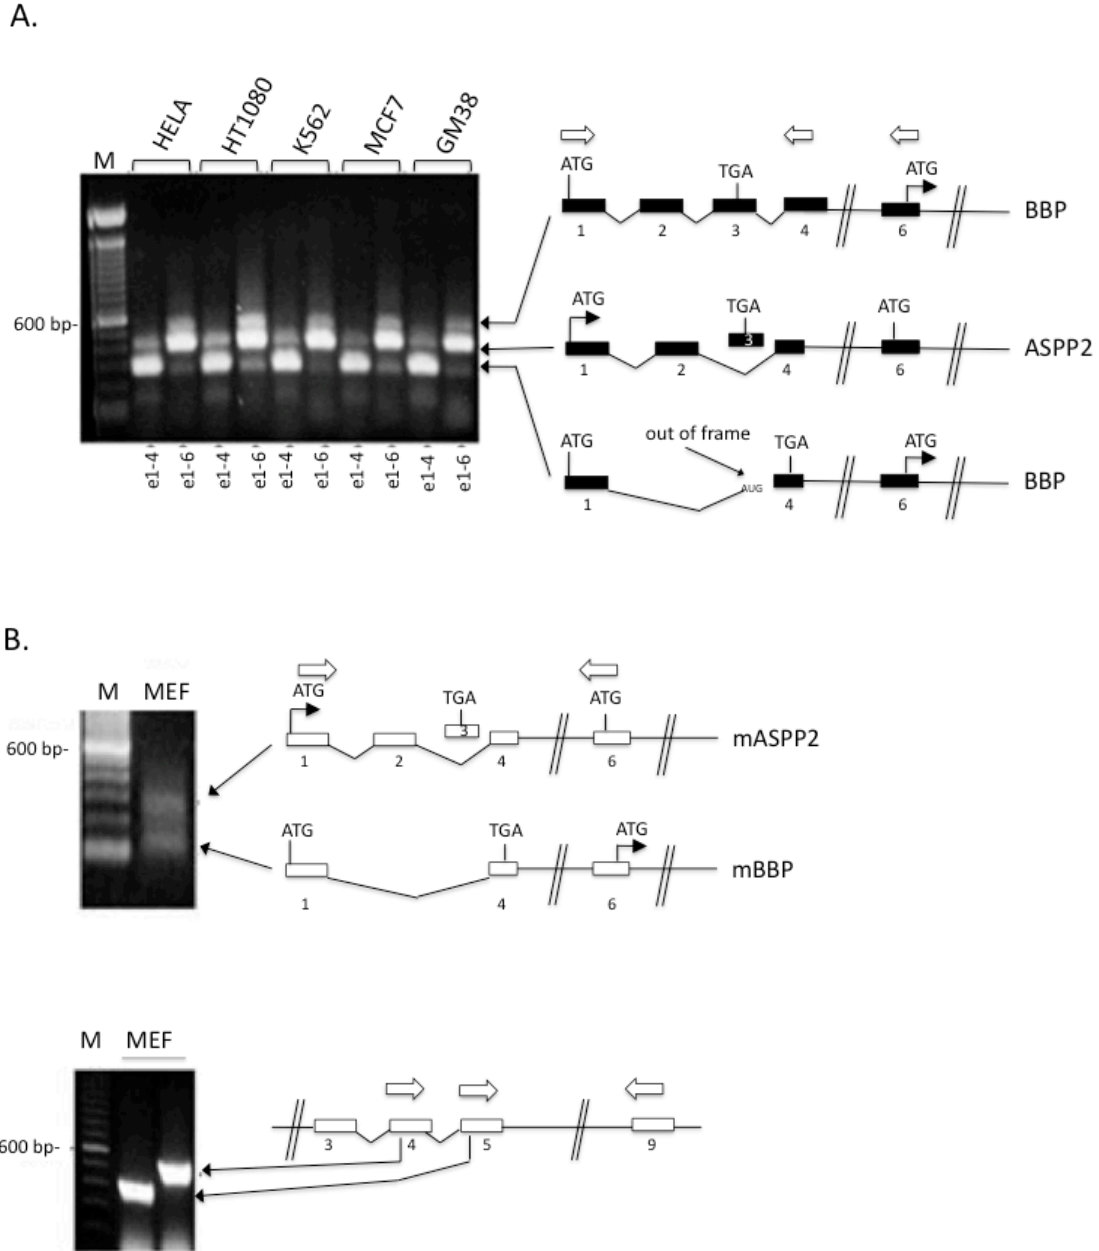 A.
HELA HT1080 K562 MCF7 GM38
M
600 bp-
e1-4 e1-6 e1-4 e1-6 e1-4 e1-6 e1-4 e1-6 e1-4 e1-6
ATG TGA ATG
BBP
1 2 3 4 6
ATG TGA ATG
3
ASPP2
1 2 4 6
ATG out of frame TGA ATG
AUG
BBP
1 4 6
B.
M MEF
600 bp-
ATG TGA ATG
3
mASPP2
1 2 4 6
ATG TGA ATG
mBBP
1 4 6
M MEF
600 bp-
3 4 5 9